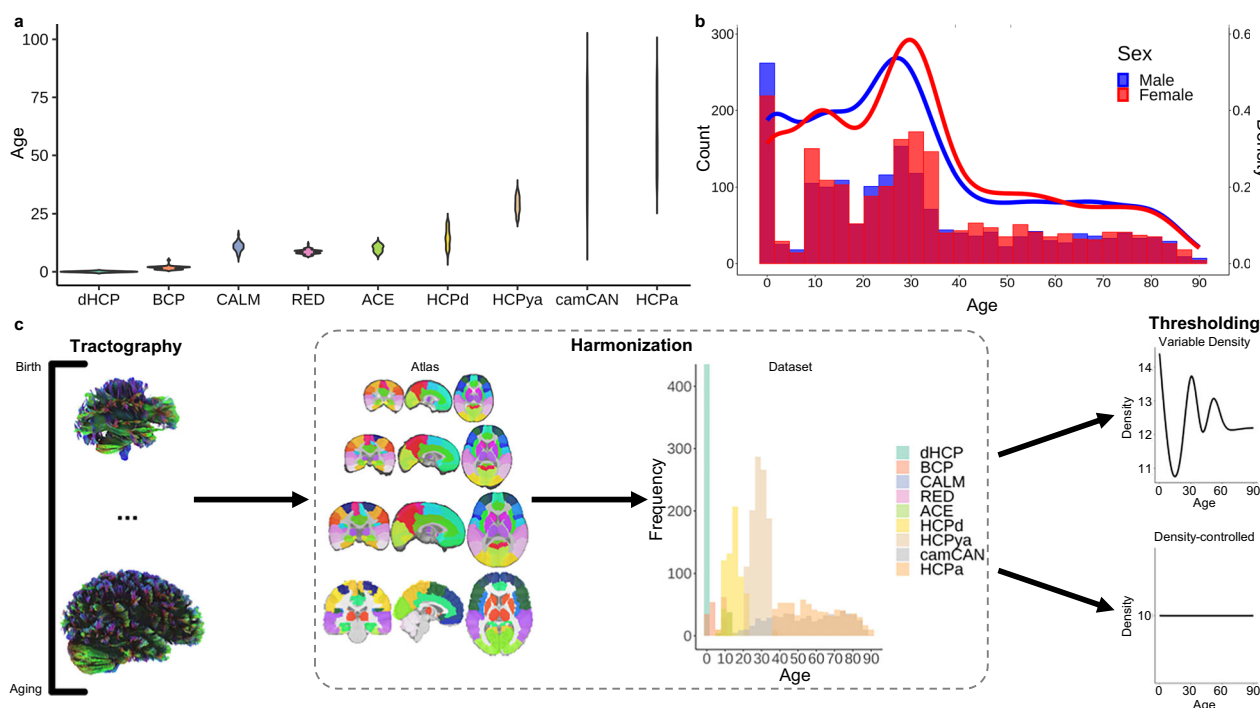 a
100
75
50
25
0
Age
dHCP BCP CALM RED ACE HCPd HCPya camCAN HCPa
b
300
200
100
0
Count
0.6
0.4
0.2
0.0
Sex
Male
Female
0 10 20 30 40 50 60 70 80 90
Age
c
Tractography
Birth
...
Aging
Harmonization
Atlas
Dataset
400
300
200
100
0
Frequency
dHCP
BCP
CALM
RED
ACE
HCPd
HCPya
camCAN
HCPa
0 10 20 30 40 50 60 70 80 90
Age
Thresholding
Variable Density
14
13
12
11
Density
0 30 60 90
Age
Density-controlled
10
Density
0 30 60 90
Age